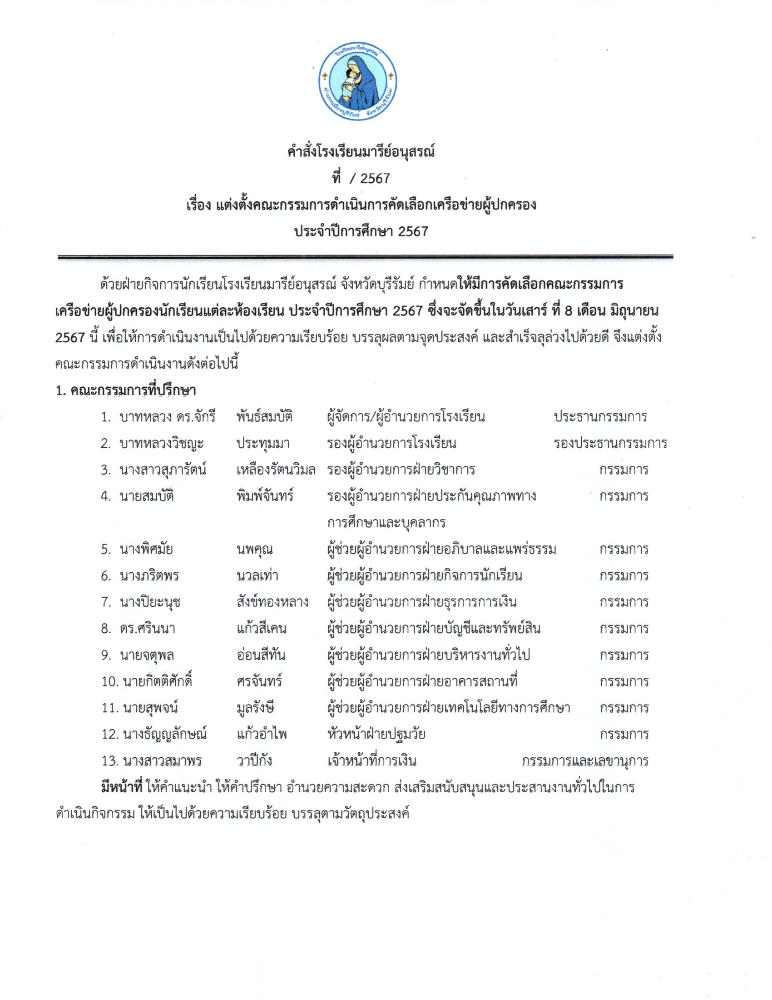 โรงเรียนมารีย์อนุสรณ์
อำเภอเมืองบุรีรัมย์ จังหวัดบุรีรัมย์
คำสั่งโรงเรียนมารีย์อนุสรณ์
ที่ / 2567
เรื่อง แต่งตั้งคณะกรรมการดำเนินการคัดเลือกเครือข่ายผู้ปกครอง
ประจำปีการศึกษา 2567
ด้วยฝ่ายกิจการนักเรียนโรงเรียนมารีย์อนุสรณ์ จังหวัดบุรีรัมย์ กำหนดให้มีการคัดเลือกคณะกรรมการ
เครือข่ายผู้ปกครองนักเรียนแต่ละห้องเรียน ประจำปีการศึกษา 2567 ซึ่งจะจัดขึ้นในวันเสาร์ ที่ 8 เดือน มิถุนายน
2567 นี้ เพื่อให้การดำเนินงานเป็นไปด้วยความเรียบร้อย บรรลุผลตามจุดประสงค์ และสำเร็จลุล่วงไปด้วยดี จึงแต่งตั้ง
คณะกรรมการดำเนินงานดังต่อไปนี้
1. คณะกรรมการที่ปรึกษา
1. บาทหลวง ดร.จักรี พันธ์สมบัติ ผู้จัดการ/ผู้อำนวยการโรงเรียน ประธานกรรมการ
2. บาทหลวงวิชญะ ประทุมมา รองผู้อำนวยการโรงเรียน รองประธานกรรมการ
3. นางสาวสุภารัตน์ เหลืองรัตนวิมล รองผู้อำนวยการฝ่ายวิชาการ กรรมการ
4. นายสมบัติ พิมพ์จันทร์ รองผู้อำนวยการฝ่ายประกันคุณภาพทาง กรรมการ
การศึกษาและบุคลากร
5. นางพิศมัย นพคุณ ผู้ช่วยผู้อำนวยการฝ่ายอภิบาลและแพร่ธรรม กรรมการ
6. นางภริตพร นวลเท่า ผู้ช่วยผู้อำนวยการฝ่ายกิจการนักเรียน กรรมการ
7. นางปิยะนุช สังข์ทองหลาง ผู้ช่วยผู้อำนวยการฝ่ายธุรการการเงิน กรรมการ
8. ดร.ศรินนา แก้วสีเคน ผู้ช่วยผู้อำนวยการฝ่ายบัญชีและทรัพย์สิน กรรมการ
9. นายจตุพล อ่อนสีทัน ผู้ช่วยผู้อำนวยการฝ่ายบริหารงานทั่วไป กรรมการ
10. นายกิตติศักดิ์ ศรจันทร์ ผู้ช่วยผู้อำนวยการฝ่ายอาคารสถานที่ กรรมการ
11. นายสุพจน์ มูลรังษี ผู้ช่วยผู้อำนวยการฝ่ายเทคโนโลยีทางการศึกษา กรรมการ
12. นางธัญญลักษณ์ แก้วอำไพ หัวหน้าฝ่ายปฐมวัย กรรมการ
13. นางสาวสมาพร วาปีกัง เจ้าหน้าที่การเงิน กรรมการและเลขานุการ
มีหน้าที่ ให้คำแนะนำ ให้คำปรึกษา อำนวยความสะดวก ส่งเสริมสนับสนุนและประสานงานทั่วไปในการ
ดำเนินกิจกรรม ให้เป็นไปด้วยความเรียบร้อย บรรลุตามวัตถุประสงค์